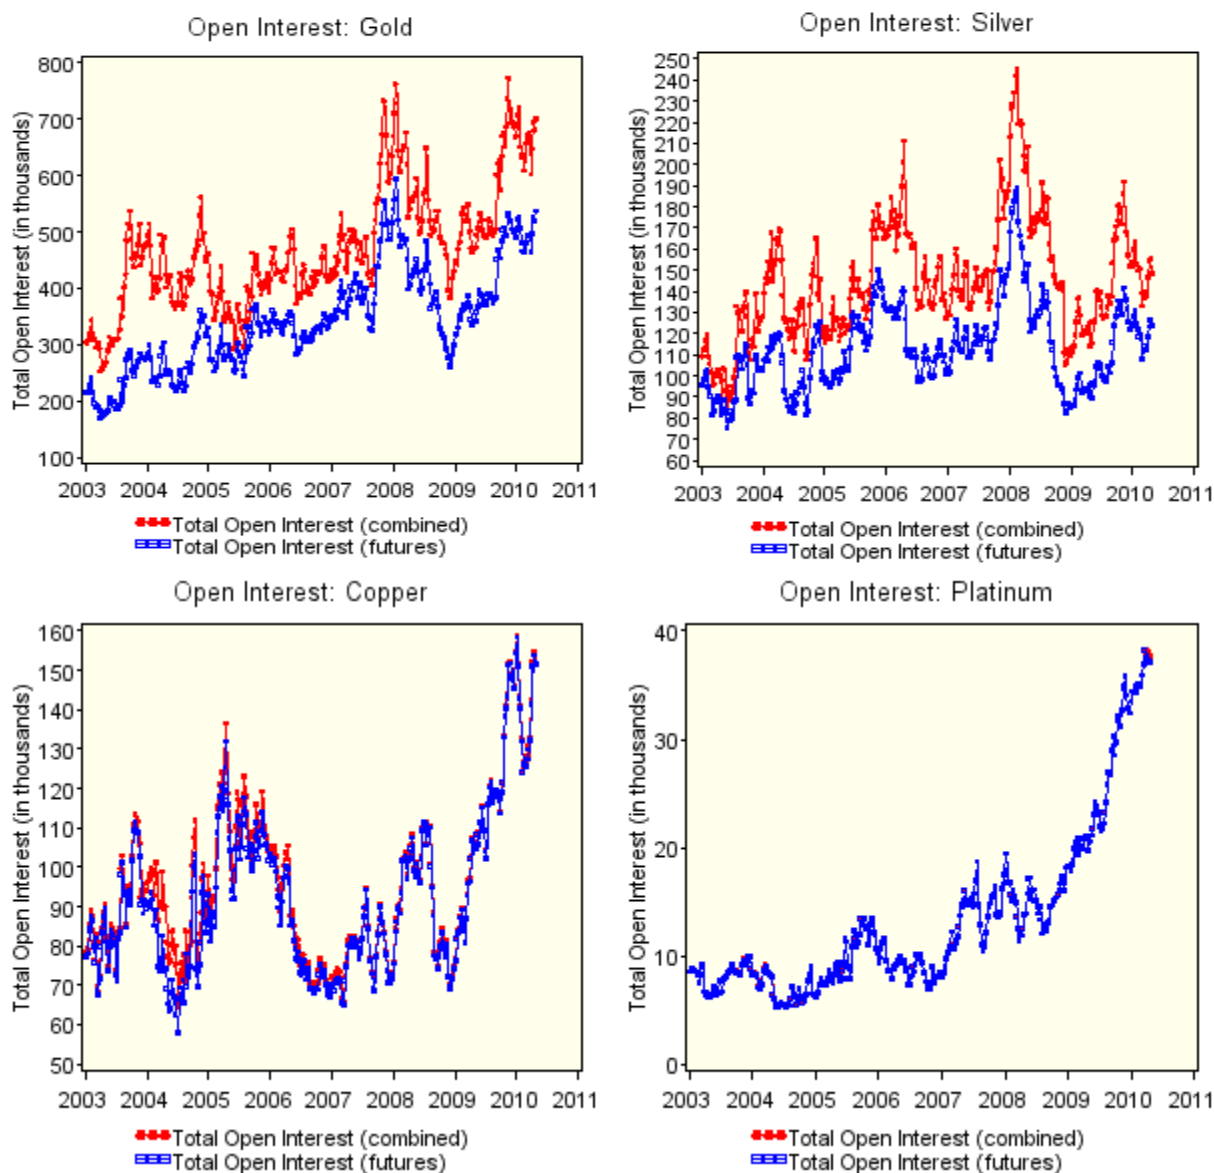 Open Interest: Gold
Total Open Interest (in thousands)
800
700
600
500
400
300
200
100
2003 2004 2005 2006 2007 2008 2009 2010 2011
Total Open Interest (combined)
Total Open Interest (futures)
Open Interest: Silver
Total Open Interest (in thousands)
250
240
230
220
210
200
190
180
170
160
150
140
130
120
110
100
90
80
70
60
2003 2004 2005 2006 2007 2008 2009 2010 2011
Total Open Interest (combined)
Total Open Interest (futures)
Open Interest: Copper
Total Open Interest (in thousands)
160
150
140
130
120
110
100
90
80
70
60
50
2003 2004 2005 2006 2007 2008 2009 2010 2011
Total Open Interest (combined)
Total Open Interest (futures)
Open Interest: Platinum
Total Open Interest (in thousands)
40
30
20
10
0
2003 2004 2005 2006 2007 2008 2009 2010 2011
Total Open Interest (combined)
Total Open Interest (futures)